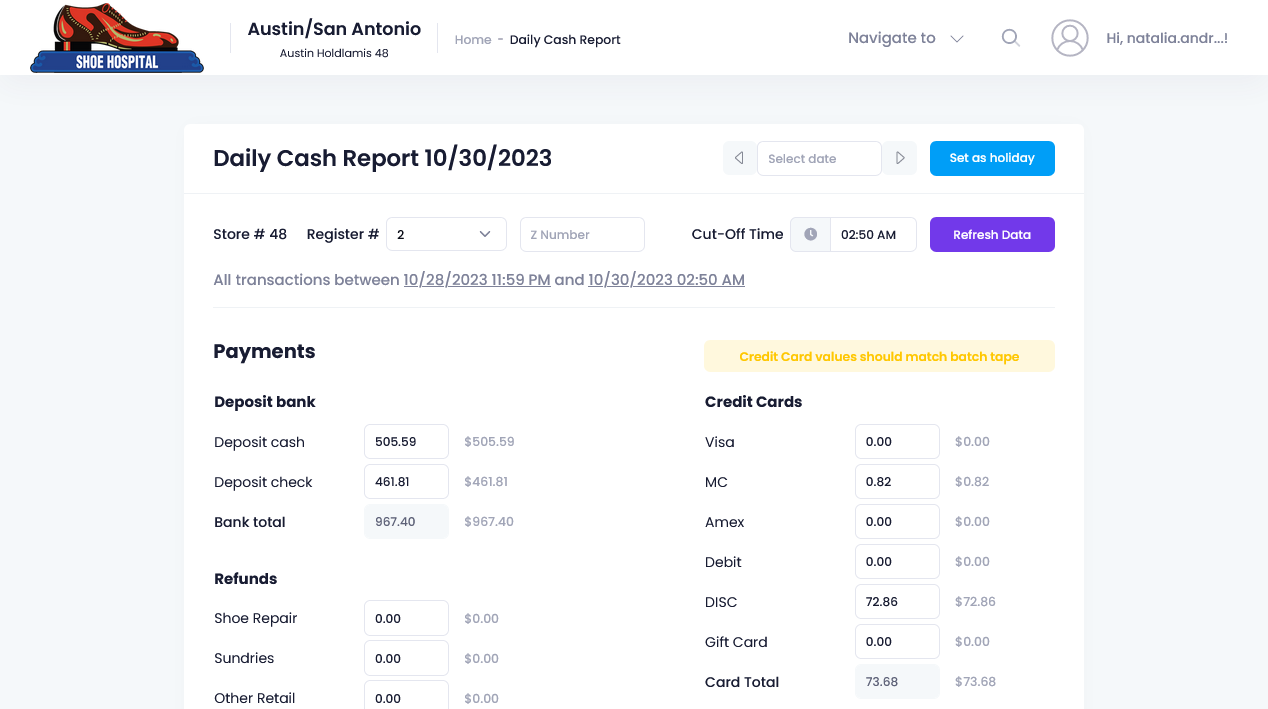 SHOE HOSPITAL
Austin/San Antonio
Austin Holdlamis 48
Home - Daily Cash Report
Navigate to
Hi, natalia.andr...!
Daily Cash Report 10/30/2023
Select date
Set as holiday
Store # 48 Register # 2 Z Number Cut-Off Time 02:50 AM Refresh Data
All transactions between 10/28/2023 11:59 PM and 10/30/2023 02:50 AM
Payments
Credit Card values should match batch tape
Deposit bank
Deposit cash 505.59 $505.59
Deposit check 461.81 $461.81
Bank total 967.40 $967.40
Refunds
Shoe Repair 0.00 $0.00
Sundries 0.00 $0.00
Other Retail 0.00 $0.00
Credit Cards
Visa 0.00 $0.00
MC 0.82 $0.82
Amex 0.00 $0.00
Debit 0.00 $0.00
DISC 72.86 $72.86
Gift Card 0.00 $0.00
Card Total 73.68 $73.68